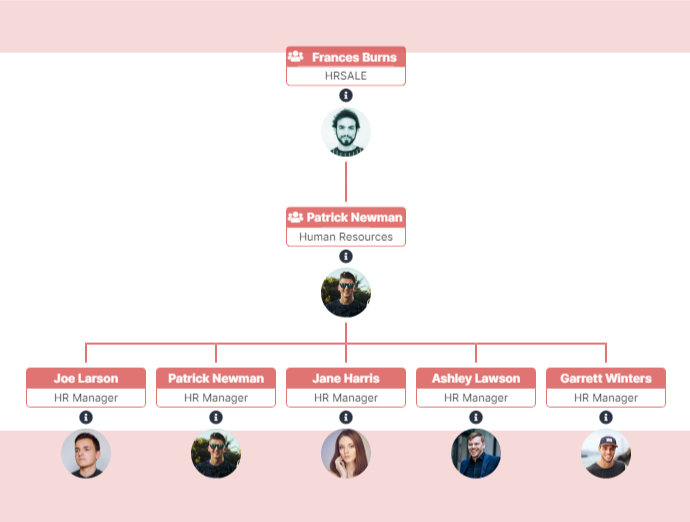 Frances Burns
HRSALE
Patrick Newman
Human Resources
Joe Larson
HR Manager
Patrick Newman
HR Manager
Jane Harris
HR Manager
Ashley Lawson
HR Manager
Garrett Winters
HR Manager